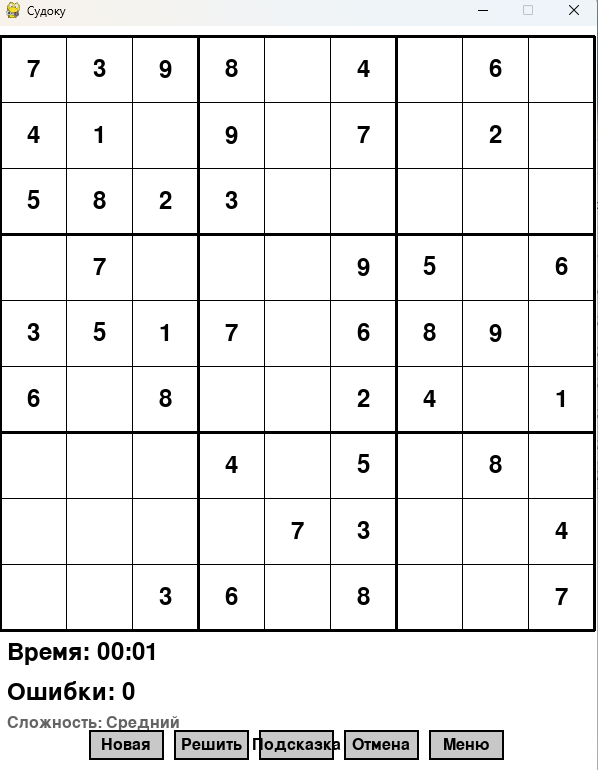 Судоку
7 3 9 8 4 6
4 1 9 7 2
5 8 2 3
7 9 5 6
3 5 1 7 6 8 9
6 8 2 4 1
4 5 8
7 3 4
3 6 8 7
Время: 00:01
Ошибки: 0
Сложность: Средний
Новая Решить Подсказка Отмена Меню